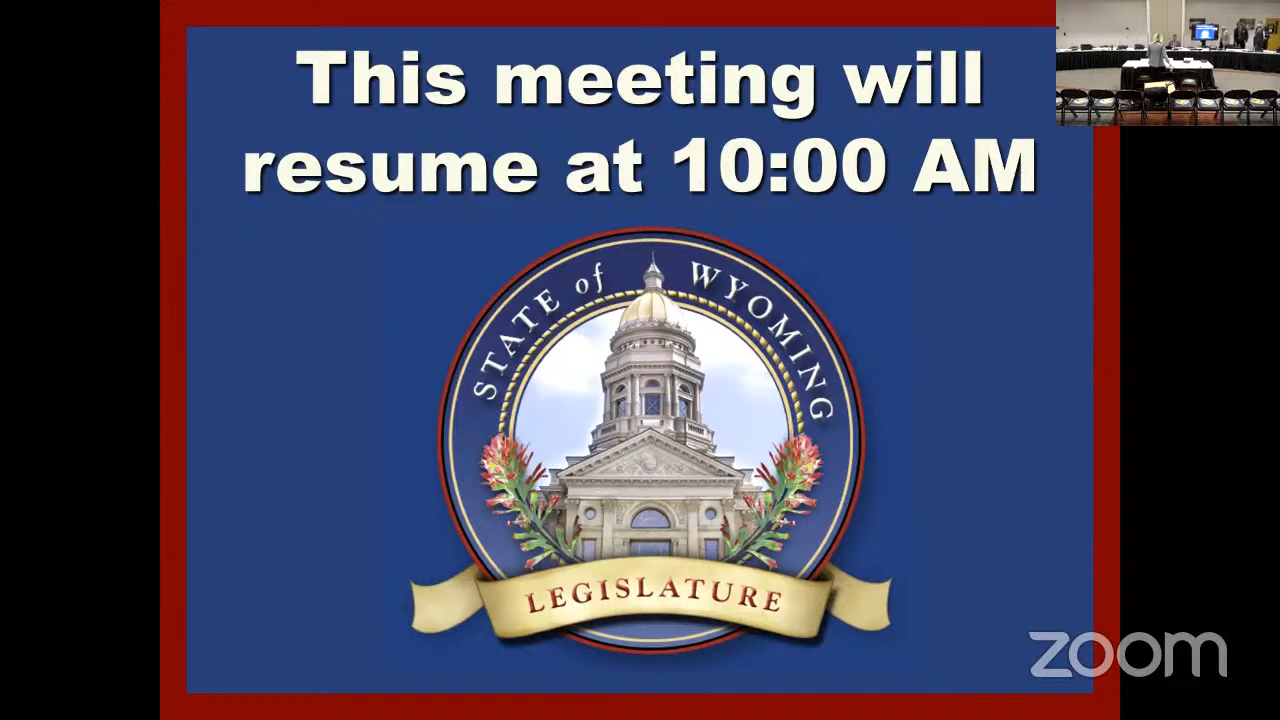 This meeting will
resume at 10:00 AM
STATE of WYOMING
LEGISLATURE
zoom